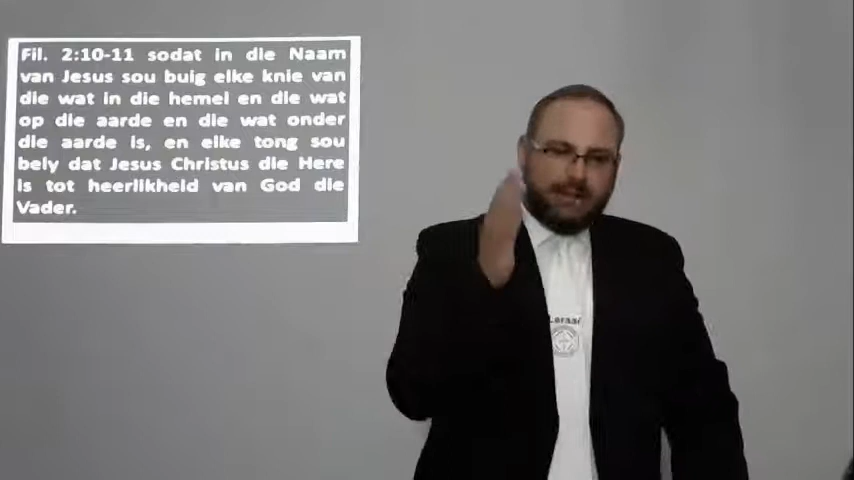 Fil. 2:10-11 sodat in die Naam
van Jesus sou buig elke knie van
die wat in die hemel en die wat
op die aarde en die wat onder
die aarde is, en elke tong sou
bely dat Jesus Christus die Here
is tot heerlikheid van God die
Vader.